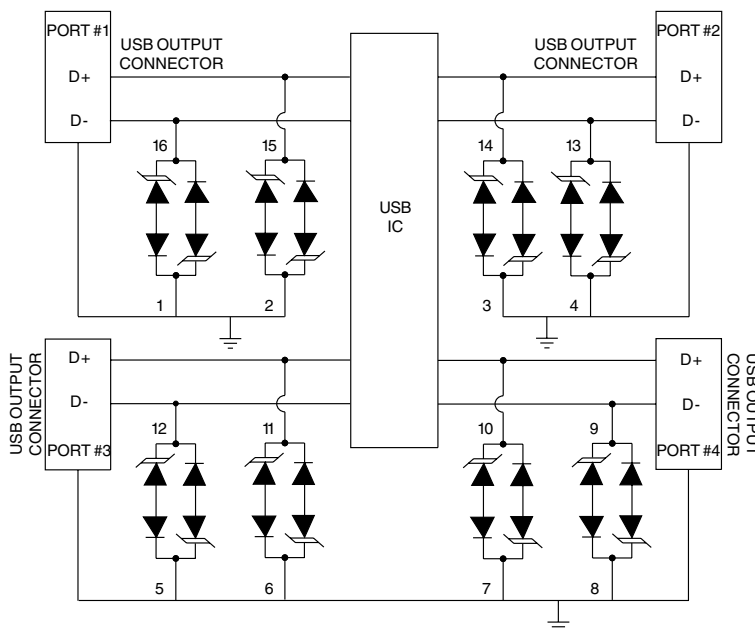 PORT #1
USB OUTPUT
CONNECTOR
USB OUTPUT
CONNECTOR
PORT #2
D+
D+
D-
D-
16
15
14
13
USB
IC
1
2
3
4
USB OUTPUT
CONNECTOR
D+
D-
PORT #3
D+
D-
PORT #4
USB OUTPUT
CONNECTOR
12
11
10
9
5
6
7
8